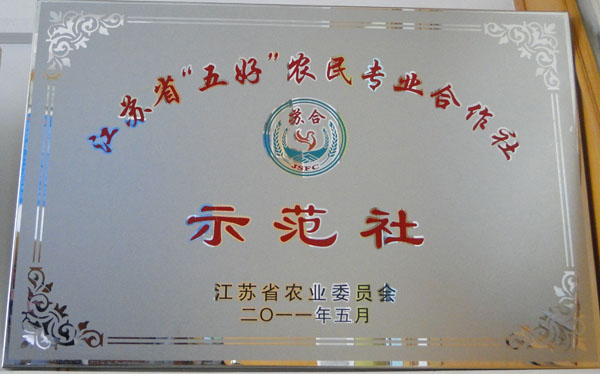 江苏省“五好”农民专业合作社
苏合
JSFC
示范社
江苏省农业委员会
二〇一一年五月